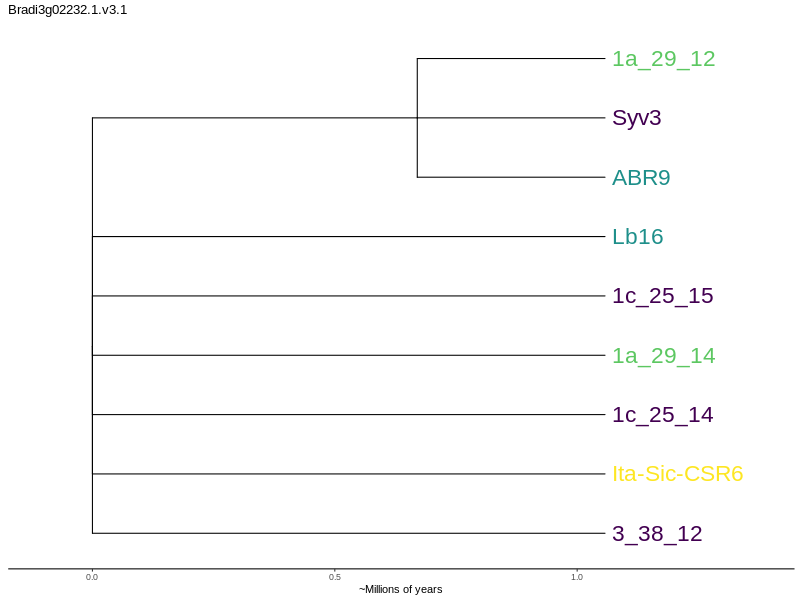 Bradi3g02232.1.v3.1
1a_29_12
Syv3
ABR9
Lb16
1c_25_15
1a_29_14
1c_25_14
Ita-Sic-CSR6
3_38_12
0.0 0.5 1.0
~Millions of years